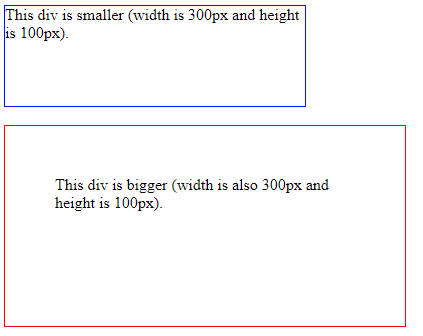 This div is smaller (width is 300px and height
is 100px).
This div is bigger (width is also 300px and
height is 100px).